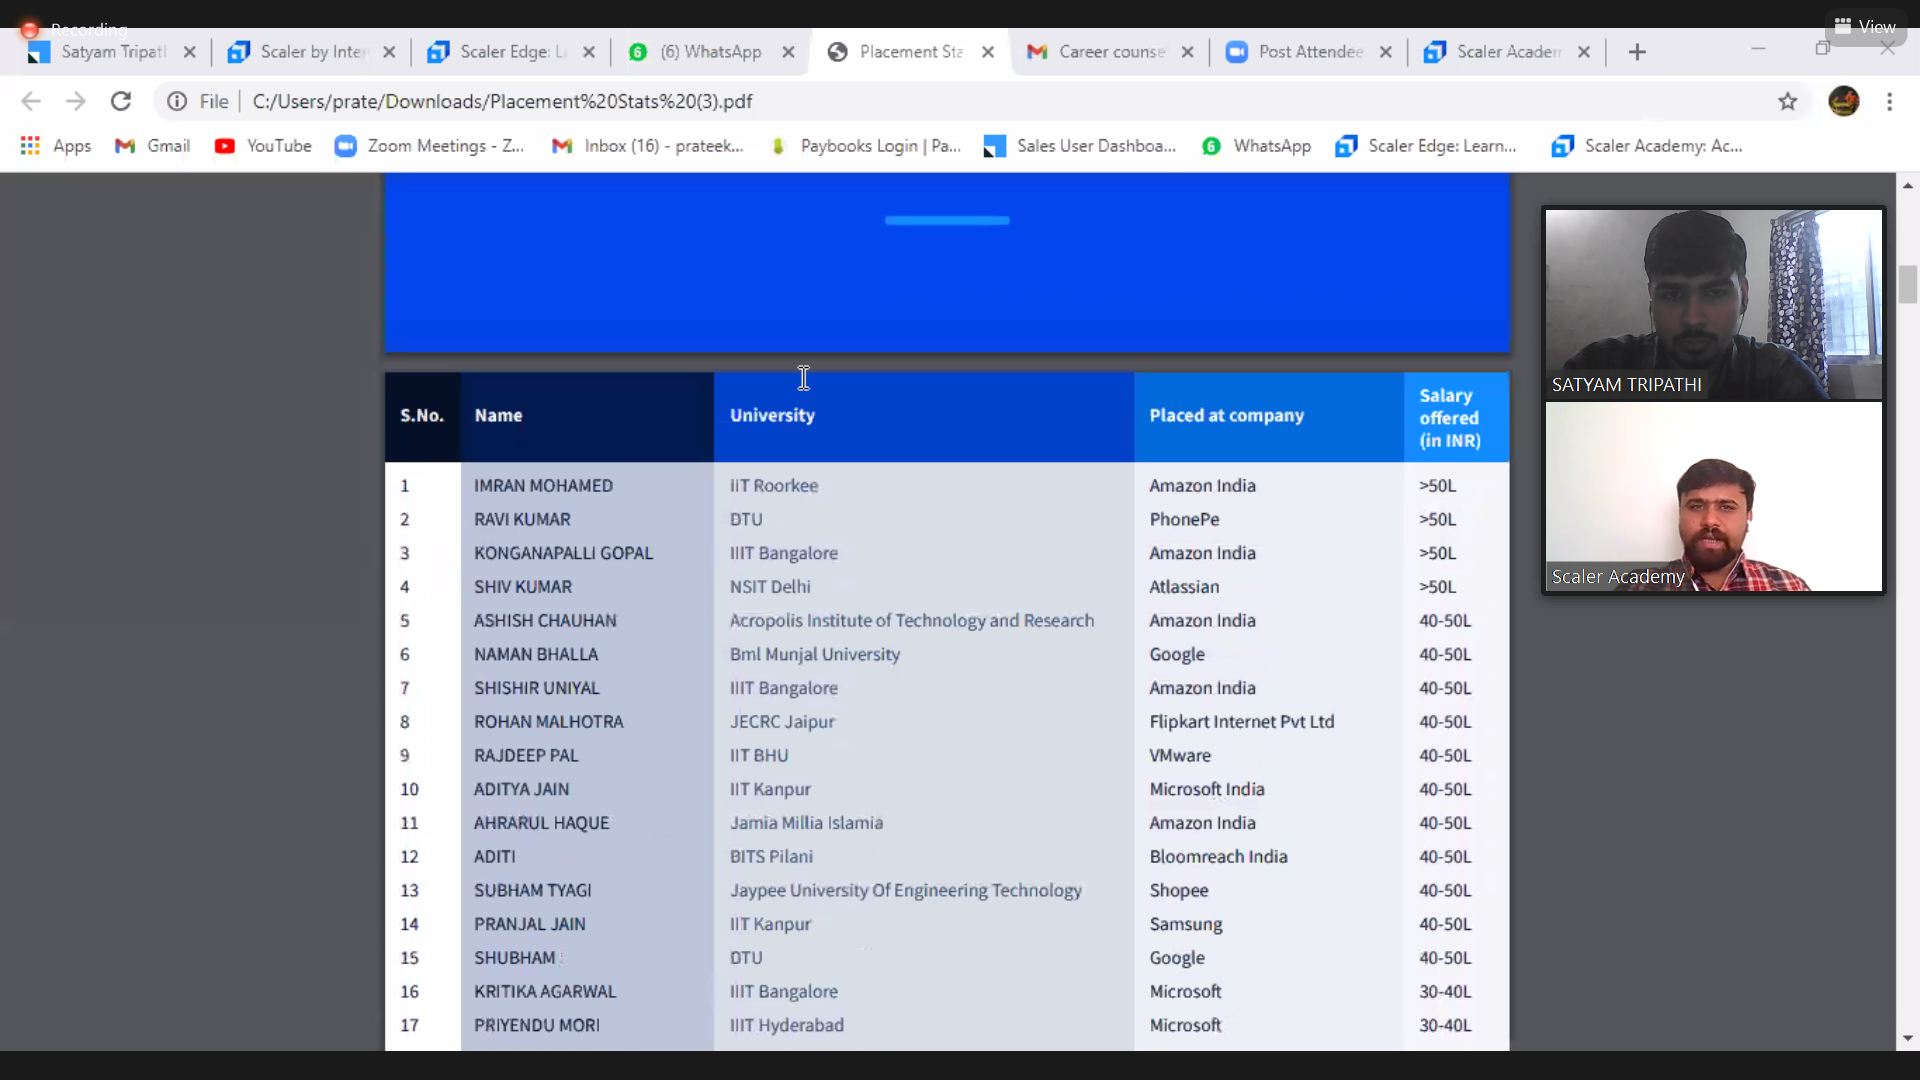 Recording
View
Satyam Tripat
Scaler by Inter
Scaler Edge: L
(6) WhatsApp
Placement Sta
Career counse
Post Attendee
Scaler Academ
File
C:/Users/prate/Downloads/Placement%20Stats%20(3).pdf
Apps
Gmail
YouTube
Zoom Meetings - Z...
Inbox (16) - prateek...
Paybooks Login | Pa...
Sales User Dashboa...
WhatsApp
Scaler Edge: Learn...
Scaler Academy: Ac...
S.No. Name University Placed at company Salary offered (in INR)
1 IMRAN MOHAMED IIT Roorkee Amazon India >50L
2 RAVI KUMAR DTU PhonePe >50L
3 KONGANAPALLI GOPAL IIIT Bangalore Amazon India >50L
4 SHIV KUMAR NSIT Delhi Atlassian >50L
5 ASHISH CHAUHAN Acropolis Institute of Technology and Research Amazon India 40-50L
6 NAMAN BHALLA Bml Munjal University Google 40-50L
7 SHISHIR UNIYAL IIIT Bangalore Amazon India 40-50L
8 ROHAN MALHOTRA JECRC Jaipur Flipkart Internet Pvt Ltd 40-50L
9 RAJDEEP PAL IIT BHU VMware 40-50L
10 ADITYA JAIN IIT Kanpur Microsoft India 40-50L
11 AHRARUL HAQUE Jamia Millia Islamia Amazon India 40-50L
12 ADITI BITS Pilani Bloomreach India 40-50L
13 SUBHAM TYAGI Jaypee University Of Engineering Technology Shopee 40-50L
14 PRANJAL JAIN IIT Kanpur Samsung 40-50L
15 SHUBHAM DTU Google 40-50L
16 KRITIKA AGARWAL IIIT Bangalore Microsoft 30-40L
17 PRIYENDU MORI IIIT Hyderabad Microsoft 30-40L
SATYAM TRIPATHI
Scaler Academy